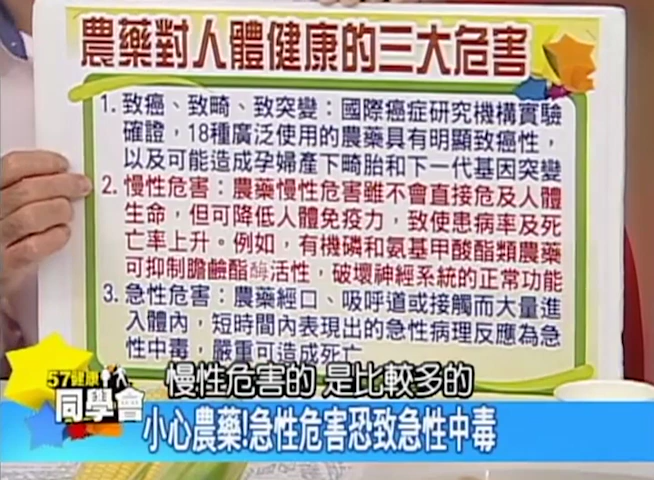 農藥對人體健康的三大危害
1. 致癌、致畸、致突變：國際癌症研究機構實驗
確證，18種廣泛使用的農藥具有明顯致癌性，
以及可能造成孕婦產下畸胎和下一代基因突變
2. 慢性危害：農藥慢性危害雖不會直接危及人體
生命，但可降低人體免疫力，致使患病率及死
亡率上升。例如，有機磷和氨基甲酸酯類農藥
可抑制膽鹼酯酶活性，破壞神經系統的正常功能
3. 急性危害：農藥經口、吸呼道或接觸而大量進
入體內，短時間內表現出的急性病理反應為急
性中毒，嚴重可造成死亡
慢性危害的 是比較多的
57健康
同學會
小心農藥!急性危害恐致急性中毒